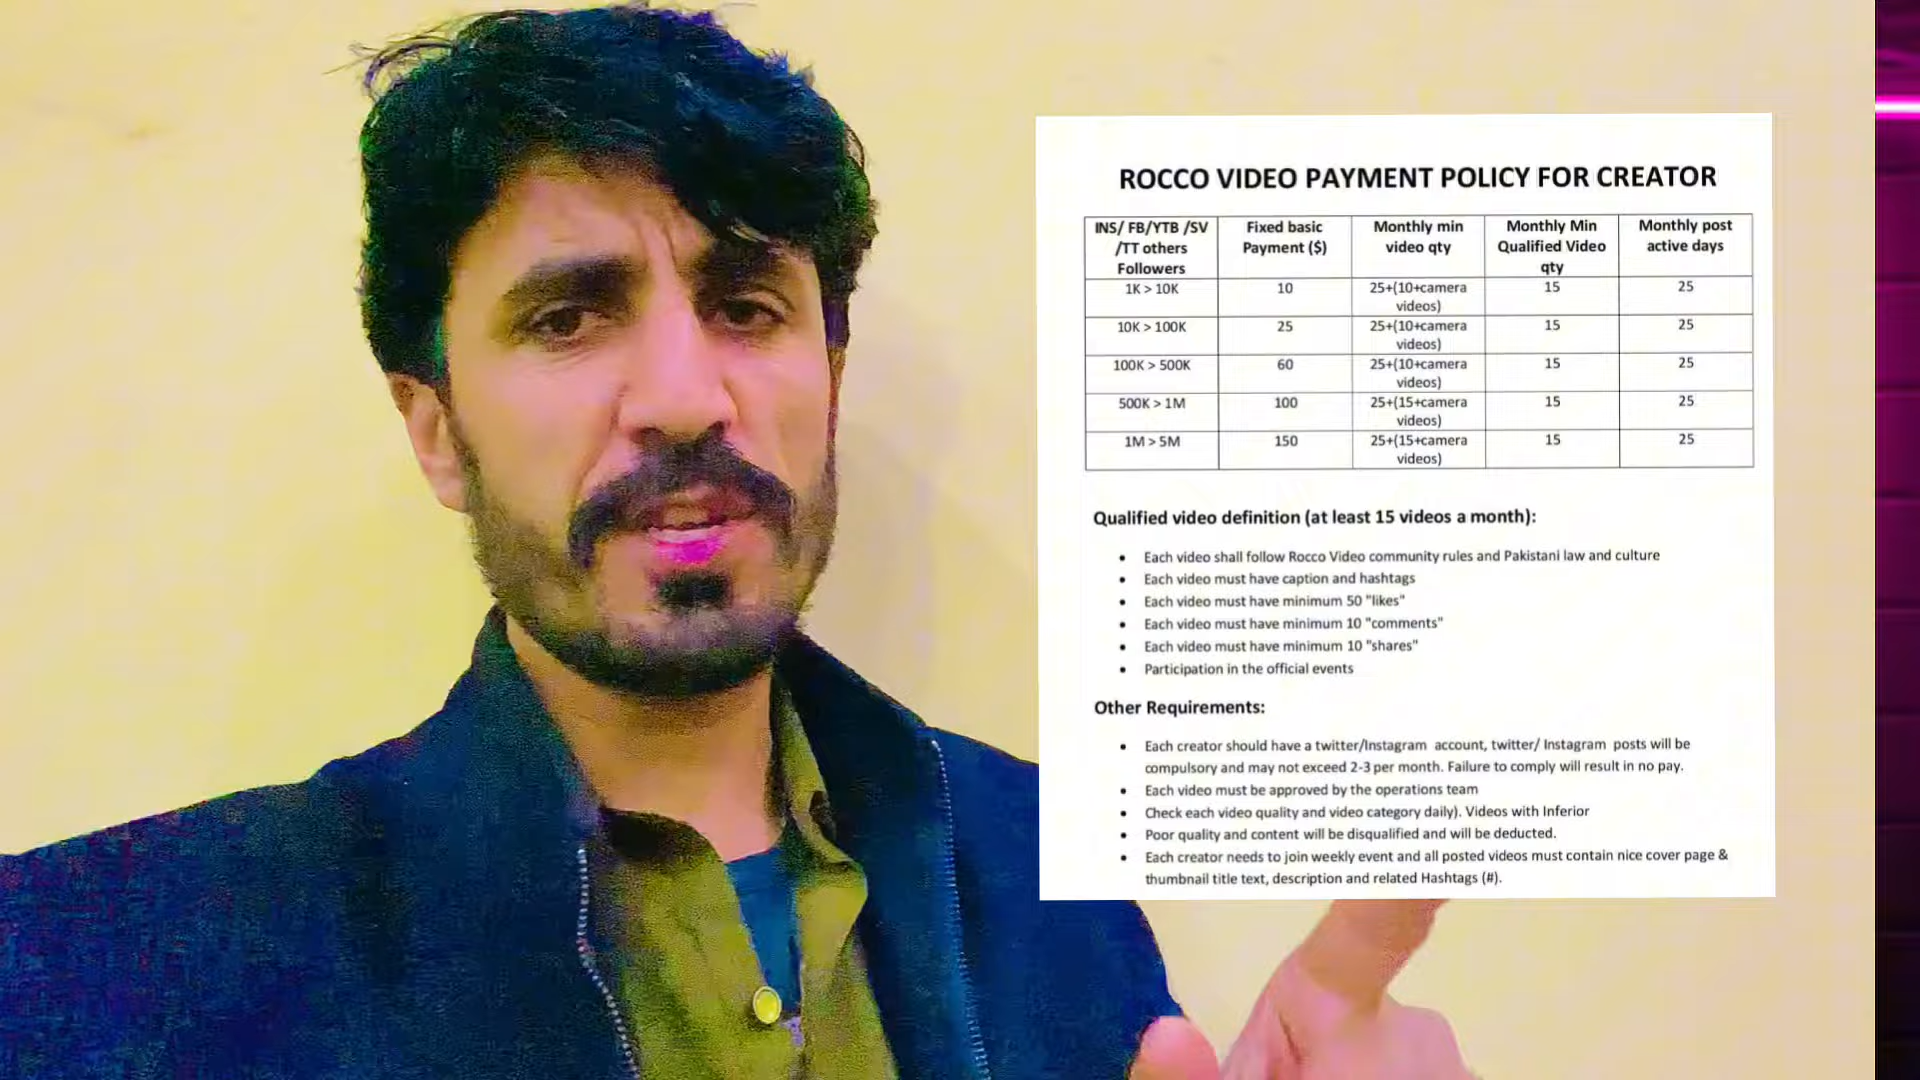 ROCCO VIDEO PAYMENT POLICY FOR CREATOR
INS/ FB/YTB /SV /TT others Followers | Fixed basic Payment ($) | Monthly min video qty | Monthly Min Qualified Video qty | Monthly post active days
1K > 10K | 10 | 25+(10+camera videos) | 15 | 25
10K > 100K | 25 | 25+(10+camera videos) | 15 | 25
100K > 500K | 60 | 25+(10+camera videos) | 15 | 25
500K > 1M | 100 | 25+(15+camera videos) | 15 | 25
1M > 5M | 150 | 25+(15+camera videos) | 15 | 25
Qualified video definition (at least 15 videos a month):
• Each video shall follow Rocco Video community rules and Pakistani law and culture
• Each video must have caption and hashtags
• Each video must have minimum 50 "likes"
• Each video must have minimum 10 "comments"
• Each video must have minimum 10 "shares"
• Participation in the official events
Other Requirements:
• Each creator should have a twitter/Instagram account, twitter/ Instagram posts will be
compulsory and may not exceed 2-3 per month. Failure to comply will result in no pay.
• Each video must be approved by the operations team
• Check each video quality and video category daily). Videos with Inferior
• Poor quality and content will be disqualified and will be deducted.
• Each creator needs to join weekly event and all posted videos must contain nice cover page &
thumbnail title text, description and related Hashtags (#).